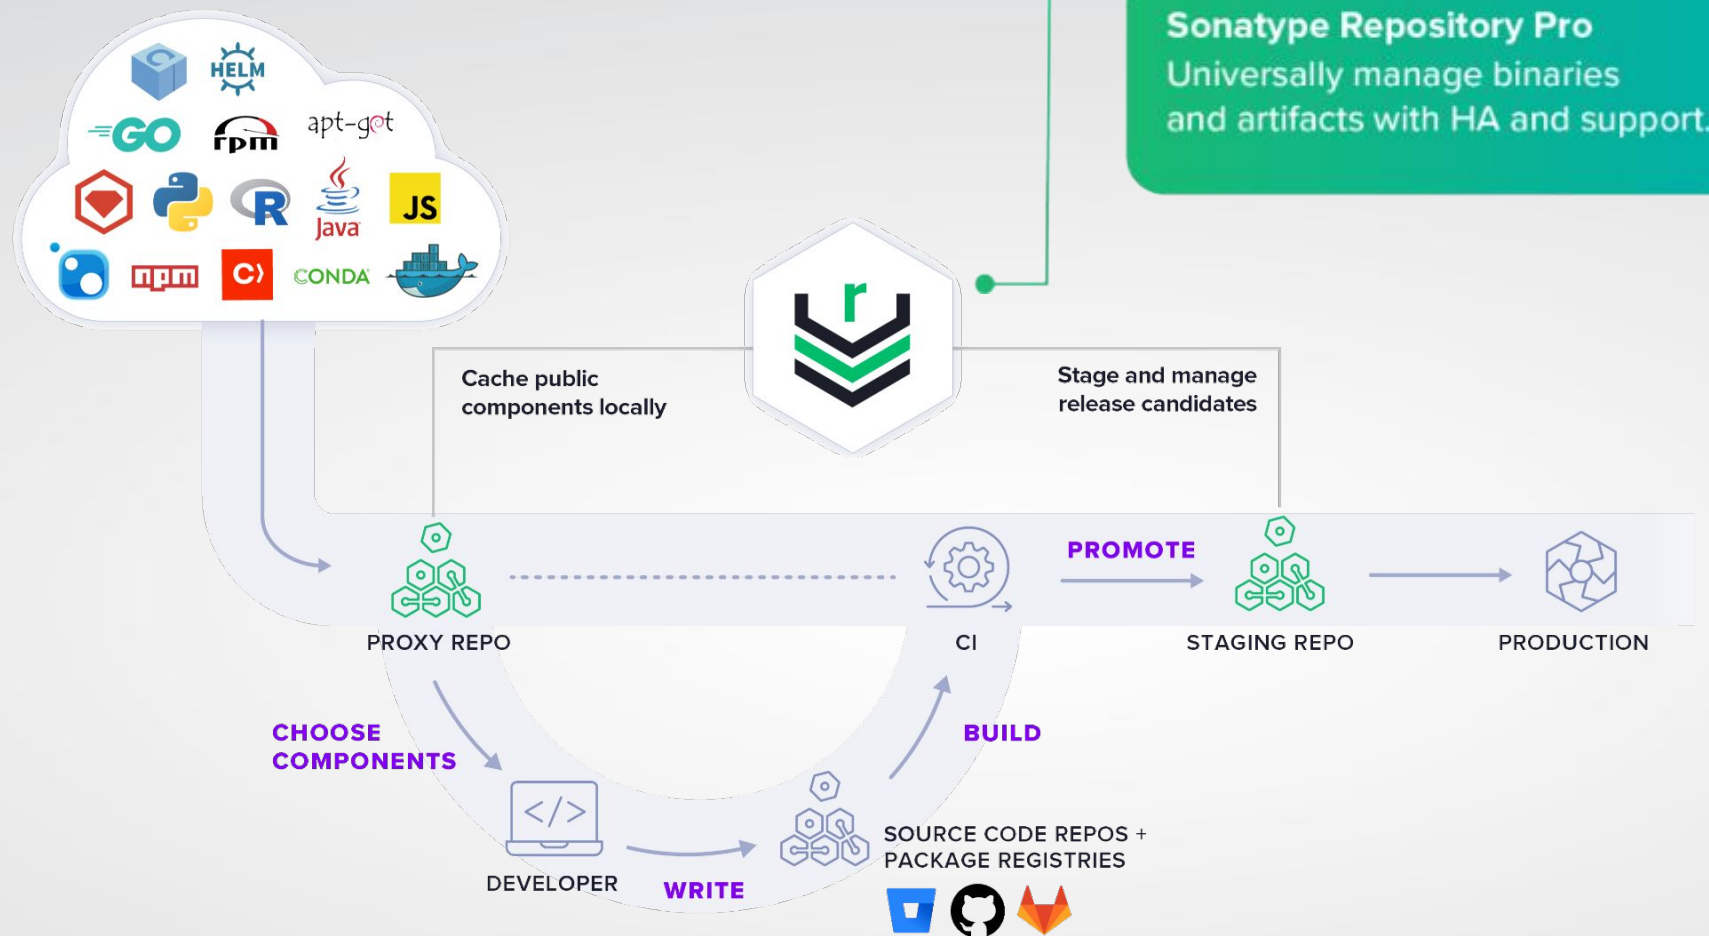 Sonatype Repository Pro
Universally manage binaries
and artifacts with HA and support.
HELM
GO
rpm
apt-get
R
Java
JS
npm
C
CONDA
r
Cache public
components locally
Stage and manage
release candidates
PROMOTE
PROXY REPO
CI
STAGING REPO
PRODUCTION
CHOOSE
COMPONENTS
BUILD
</>
SOURCE CODE REPOS +
PACKAGE REGISTRIES
DEVELOPER
WRITE